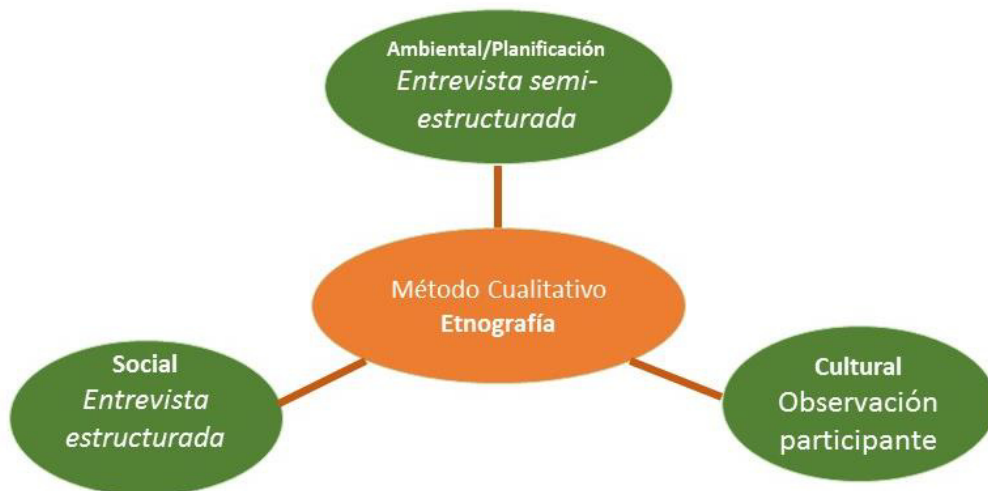 Ambiental/Planificación
Entrevista semi-
estructurada
Método Cualitativo
Etnografía
Social
Entrevista
estructurada
Cultural
Observación
participante